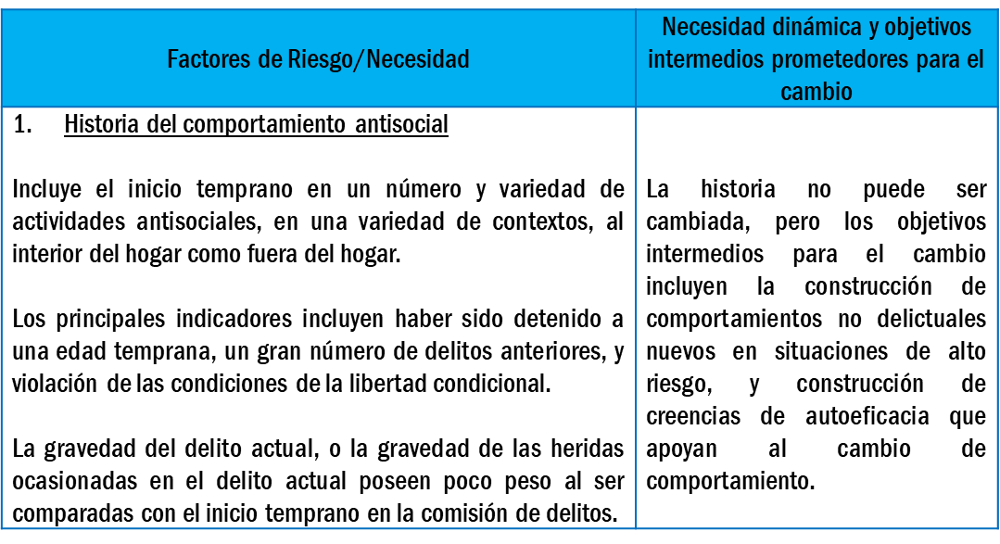 Factores de Riesgo/Necesidad
Necesidad dinámica y objetivos
intermedios prometedores para el
cambio
1. Historia del comportamiento antisocial
Incluye el inicio temprano en un número y variedad de
actividades antisociales, en una variedad de contextos, al
interior del hogar como fuera del hogar.
Los principales indicadores incluyen haber sido detenido a
una edad temprana, un gran número de delitos anteriores, y
violación de las condiciones de la libertad condicional.
La gravedad del delito actual, o la gravedad de las heridas
ocasionadas en el delito actual poseen poco peso al ser
comparadas con el inicio temprano en la comisión de delitos.
La historia no puede ser
cambiada, pero los objetivos
intermedios para el cambio
incluyen la construcción de
comportamientos no delictuales
nuevos en situaciones de alto
riesgo, y construcción de
creencias de autoeficacia que
apoyan al cambio de
comportamiento.